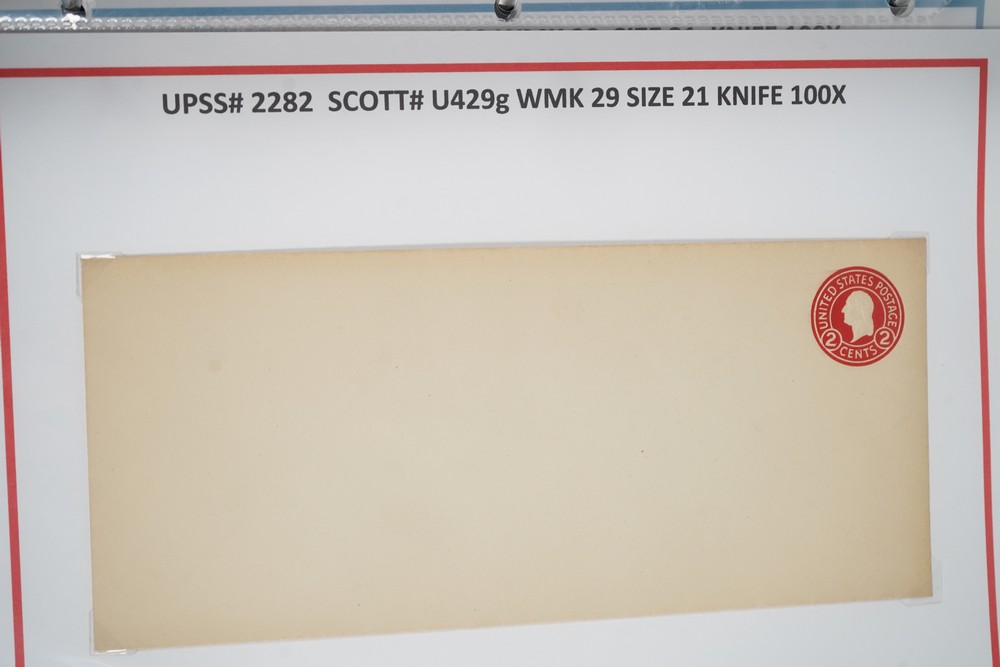 UPSS# 2282 SCOTT# U429g WMK 29 SIZE 21 KNIFE 100X
UNITED STATES POSTAGE
2 CENTS 2